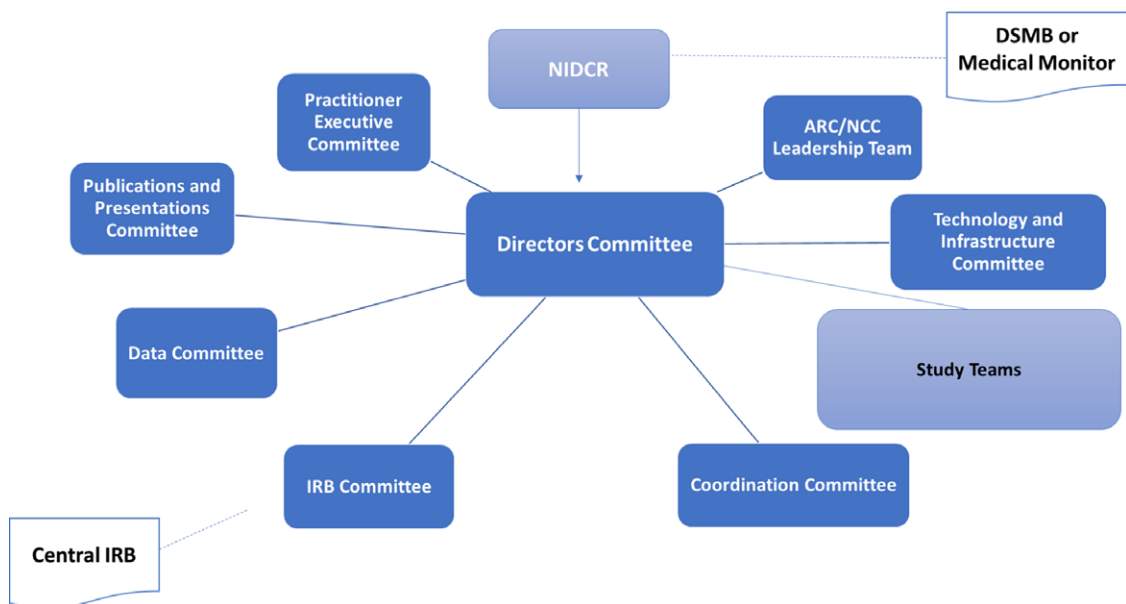 DSMB or
Medical Monitor
NIDCR
Practitioner
Executive
Committee
ARC/NCC
Leadership Team
Publications and
Presentations
Committee
Directors Committee
Technology and
Infrastructure
Committee
Data Committee
Study Teams
IRB Committee
Coordination Committee
Central IRB